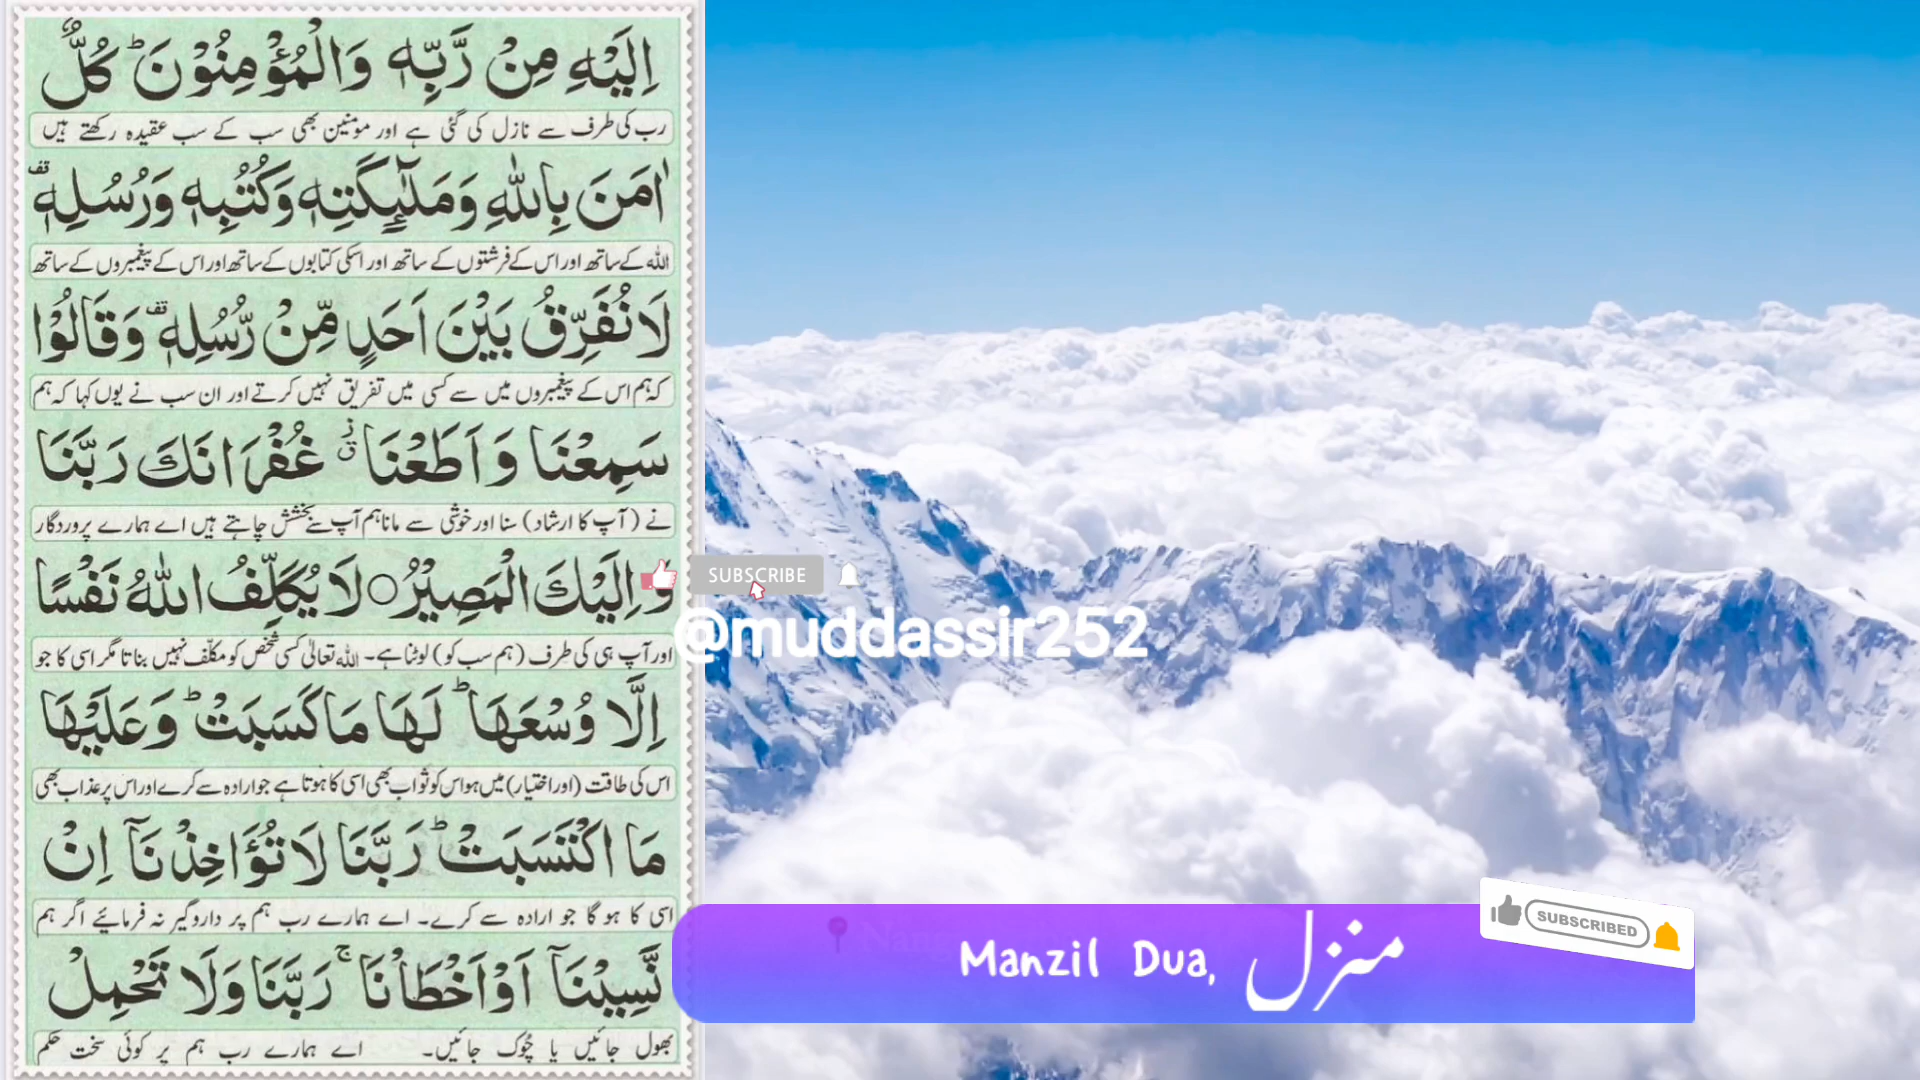 اِلَيْهِ مِنْ رَّبِّهٖ وَالْمُؤْمِنُوْنَ ؕ كُلٌّ
رب کی طرف سے نازل کی گئی ہے اور مومنین بھی سب کے سب عقیدہ رکھتے ہیں
اٰمَنَ بِاللّٰهِ وَمَلٰٓئِكَتِهٖ وَكُتُبِهٖ وَرُسُلِهٖ ۫
اللہ کے ساتھ اور اس کے فرشتوں کے ساتھ اور اسکی کتابوں کے ساتھ اور اس کے پیغمبروں کے ساتھ
لَا نُفَرِّقُ بَيْنَ اَحَدٍ مِّنْ رُّسُلِهٖ ۫ وَقَالُوْا
کہ ہم اس کے پیغمبروں میں سے کسی میں تفریق نہیں کرتے اور ان سب نے یوں کہا کہ ہم
سَمِعْنَا وَاَطَعْنَا ۫ غُفْرَانَكَ رَبَّنَا
نے (آپ کا ارشاد) سنا اور خوشی سے مانا ہم آپ سے بخشش چاہتے ہیں اے ہمارے پروردگار
وَاِلَيْكَ الْمَصِيْرُ ○ لَا يُكَلِّفُ اللّٰهُ نَفْسًا
اور آپ ہی کی طرف (ہم سب کو) لوٹنا ہے۔ اللہ تعالیٰ کسی شخص کو مکلّف نہیں بناتا مگر اسی کا جو
اِلَّا وُسْعَهَا ؕ لَهَا مَا كَسَبَتْ ؕ وَعَلَيْهَا
اس کی طاقت (اور اختیار) میں ہو اس کو ثواب بھی اسی کا ہوتا ہے جو ارادہ سے کرے اور اس پر عذاب بھی
مَا اكْتَسَبَتْ ؕ رَبَّنَا لَا تُؤَاخِذْنَآ اِنْ
اسی کا ہو گا جو ارادہ سے کرے۔ اے ہمارے رب ہم پر داروگیر نہ فرمائیے اگر ہم
نَّسِيْنَآ اَوْ اَخْطَاْنَا ۚ رَبَّنَا وَلَا تَحْمِلْ
بھول جائیں یا چُوک جائیں۔ اے ہمارے رب ہم پر کوئی سخت حکم
SUBSCRIBE
@muddassir252
SUBSCRIBED
Manzil Dua, منزل